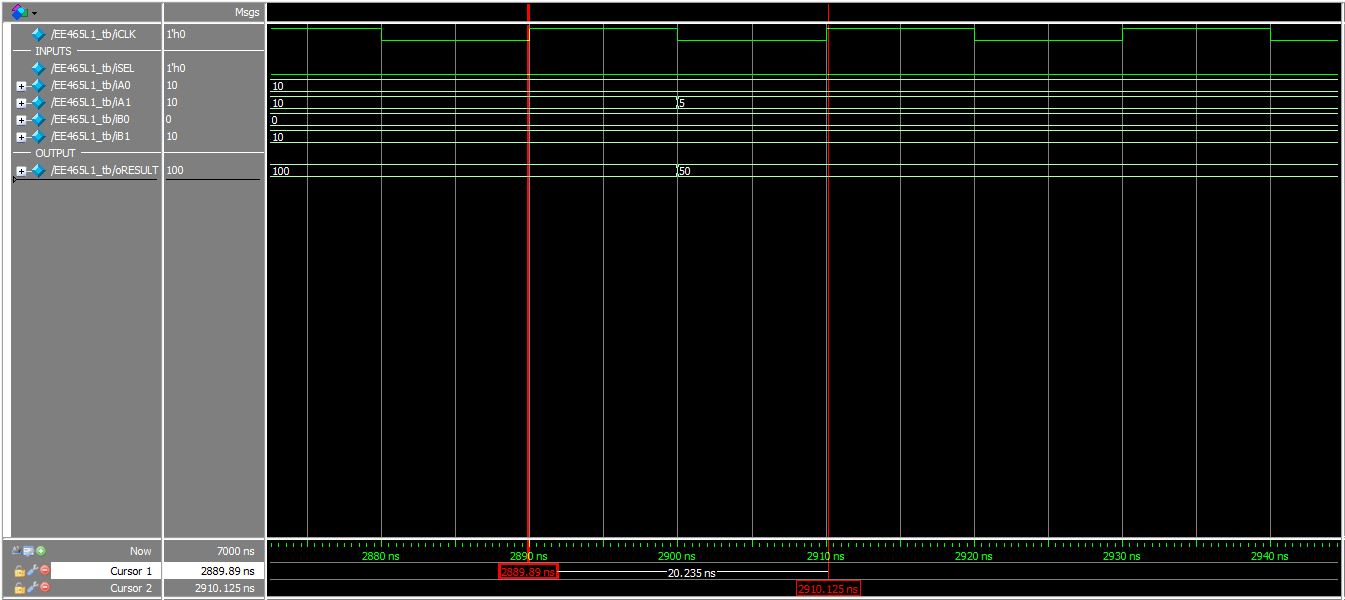 Msgs
/EE465L1_tb/iCLK 1'h0
INPUTS
/EE465L1_tb/iSEL 1'h0
/EE465L1_tb/iA0 10 10
/EE465L1_tb/iA1 10 10 5
/EE465L1_tb/iB0 0 0
/EE465L1_tb/iB1 10 10
OUTPUT
/EE465L1_tb/oRESULT 100 100 50
Now 7000 ns 2880 ns 2890 ns 2900 ns 2910 ns 2920 ns 2930 ns 2940 ns
Cursor 1 2889.89 ns 2889.89 ns 20.235 ns
Cursor 2 2910.125 ns 2910.125 ns